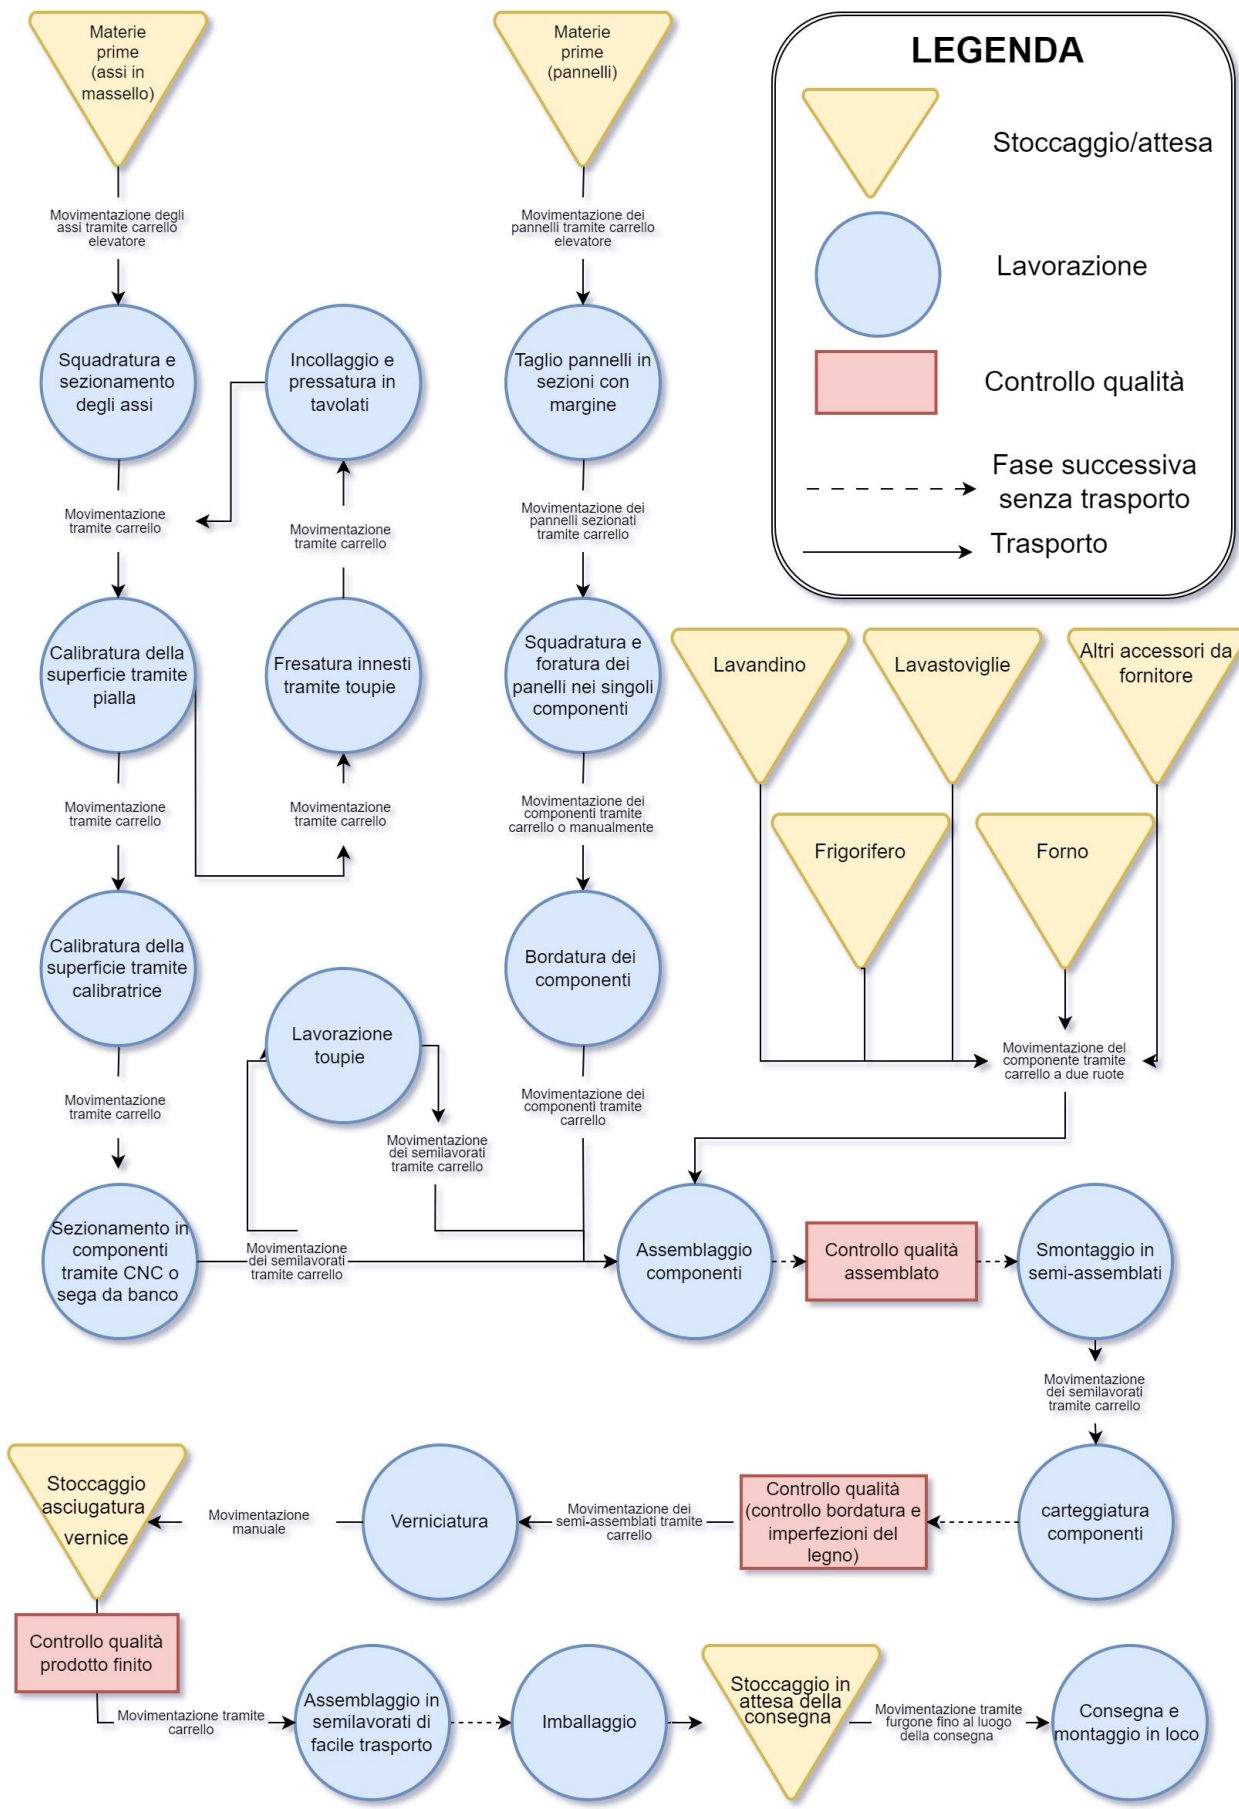 Materie
prime
(assi in
massello)
Materie
prime
(pannelli)
LEGENDA
Stoccaggio/attesa
Lavorazione
Controllo qualità
Fase successiva
senza trasporto
Trasporto
Movimentazione degli
assi tramite carrello
elevatore
Movimentazione dei
pannelli tramite carrello
elevatore
Squadratura e
sezionamento
degli assi
Incollaggio e
pressatura in
tavolati
Taglio pannelli in
sezioni con
margine
Movimentazione
tramite carrello
Movimentazione
tramite carrello
Movimentazione dei
pannelli sezionati
tramite carrello
Calibratura della
superficie tramite
pialla
Fresatura innesti
tramite toupie
Squadratura e
foratura dei
panelli nei singoli
componenti
Lavandino
Lavastoviglie
Altri accessori da
fornitore
Movimentazione
tramite carrello
Movimentazione
tramite carrello
Movimentazione dei
componenti tramite
carrello o manualmente
Frigorifero
Forno
Calibratura della
superficie tramite
calibratrice
Lavorazione
toupie
Bordatura dei
componenti
Movimentazione del
componente tramite
carrello a due ruote
Movimentazione
tramite carrello
Movimentazione
dei semilavorati
tramite carrello
Movimentazione dei
componenti tramite
carrello
Sezionamento in
componenti
tramite CNC o
sega da banco
Movimentazione
dei semilavorati
tramite carrello
Assemblaggio
componenti
Controllo qualità
assemblato
Smontaggio in
semi-assemblati
Movimentazione
dei semilavorati
tramite carrello
Stoccaggio
asciugatura
vernice
Movimentazione
manuale
Verniciatura
Movimentazione dei
semi-assemblati tramite
carrello
Controllo qualità
(controllo bordatura e
imperfezioni del
legno)
carteggiatura
componenti
Controllo qualità
prodotto finito
Movimentazione tramite
carrello
Assemblaggio in
semilavorati di
facile trasporto
Imballaggio
Stoccaggio in
attesa della
consegna
Movimentazione tramite
furgone fino al luogo
della consegna
Consegna e
montaggio in loco